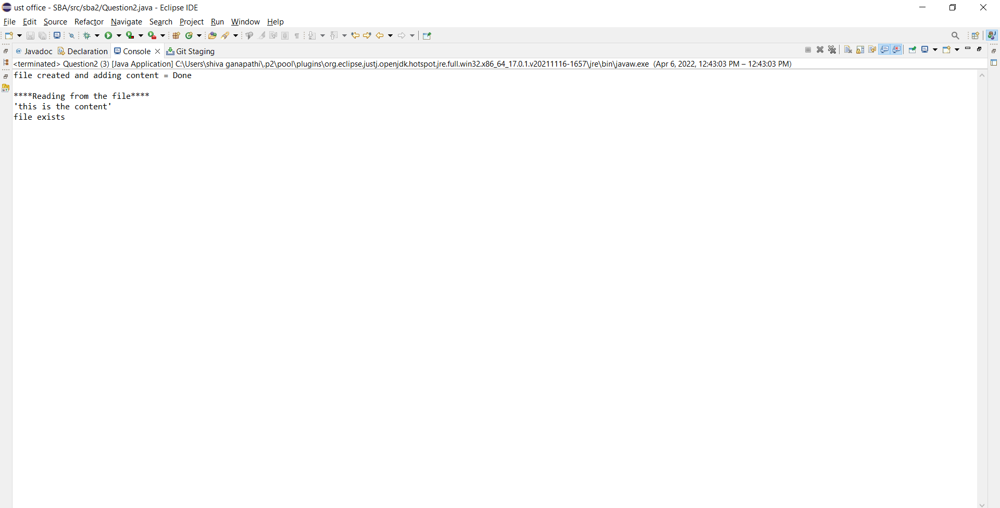 ust office - SBA/src/sba2/Question2.java - Eclipse IDE
File Edit Source Refactor Navigate Search Project Run Window Help
@ Javadoc Declaration Console Git Staging
<terminated> Question2 (3) [Java Application] C:\Users\shiva ganapathi\.p2\pool\plugins\org.eclipse.justj.openjdk.hotspot.jre.full.win32.x86_64_17.0.1.v20211116-1657\jre\bin\javaw.exe (Apr 6, 2022, 12:43:03 PM – 12:43:03 PM)
file created and adding content = Done
****Reading from the file****
'this is the content'
file exists
GIT